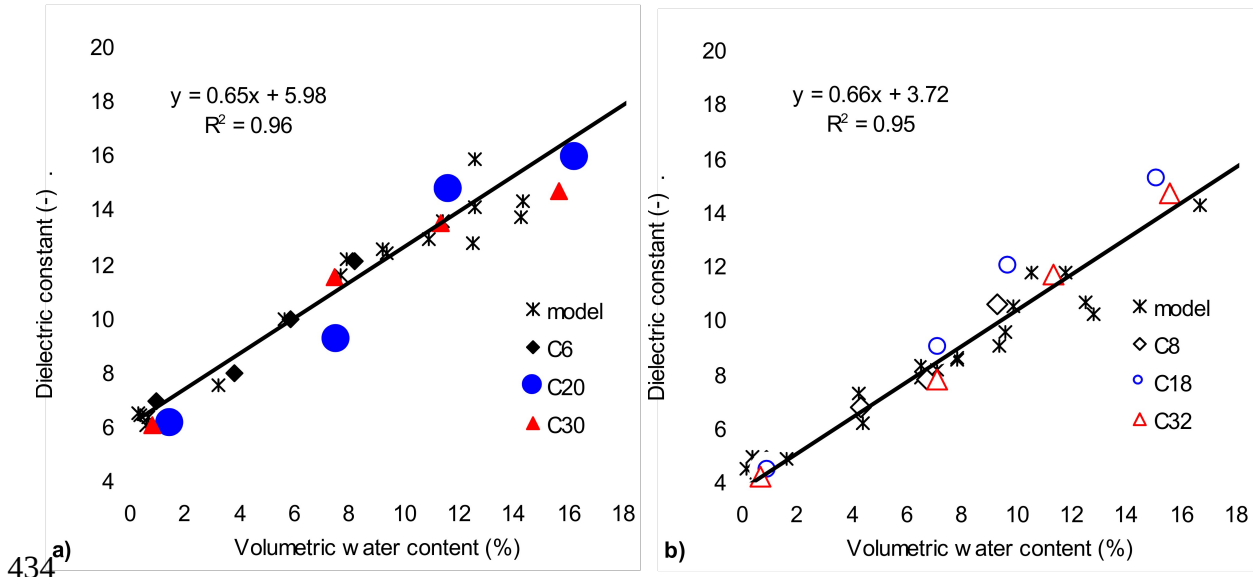 20
18
16
14
12
10
8
6
4
y = 0.65x + 5.98
R² = 0.96
Dielectric constant (-) .
model
C6
C20
C30
0 2 4 6 8 10 12 14 16 18
Volumetric water content (%)
a)
20
18
16
14
12
10
8
6
4
y = 0.66x + 3.72
R² = 0.95
Dielectric constant (-) .
model
C8
C18
C32
0 2 4 6 8 10 12 14 16 18
Volumetric water content (%)
b)
434